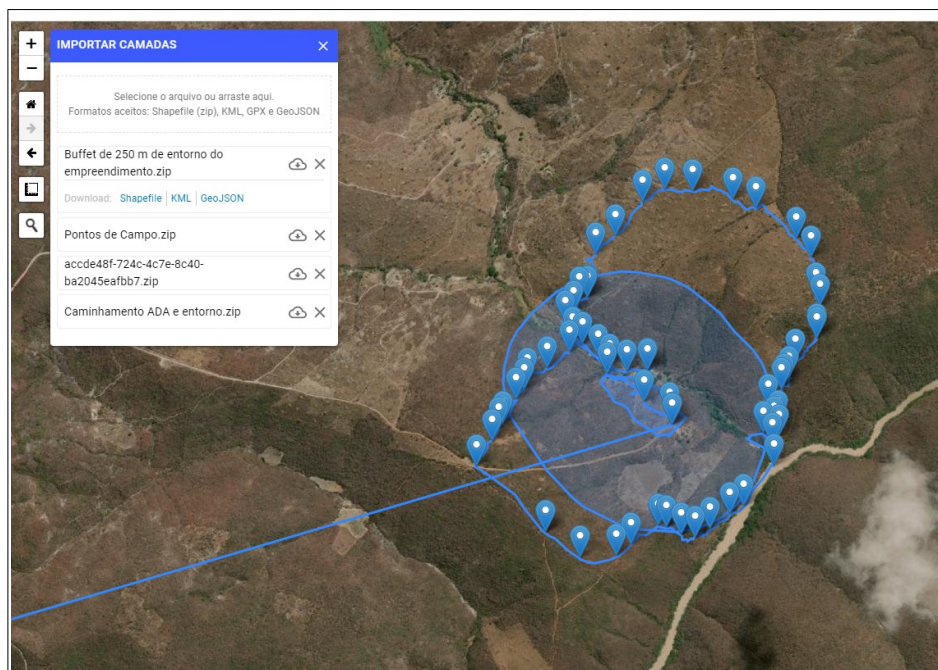 +
−
IMPORTAR CAMADAS ×
Selecione o arquivo ou arraste aqui.
Formatos aceitos: Shapefile (zip), KML, GPX e GeoJSON
Buffet de 250 m de entorno do
empreendimento.zip
Download: Shapefile | KML | GeoJSON
Pontos de Campo.zip
accde48f-724c-4c7e-8c40-
ba2045eafbb7.zip
Caminhamento ADA e entorno.zip